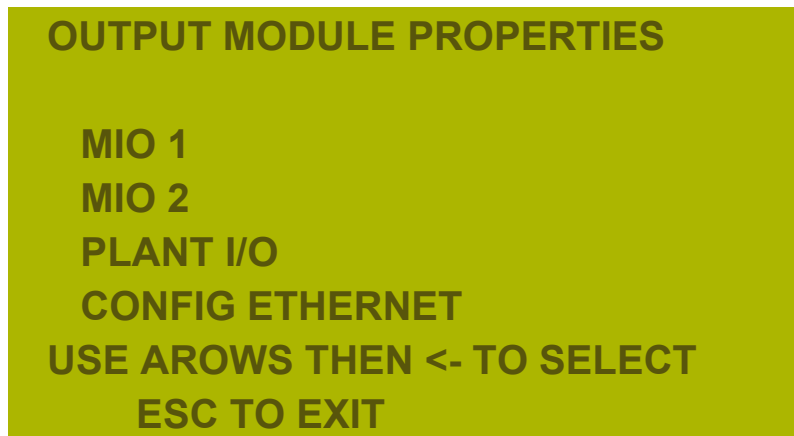 OUTPUT MODULE PROPERTIES
MIO 1
MIO 2
PLANT I/O
CONFIG ETHERNET
USE AROWS THEN <- TO SELECT
ESC TO EXIT